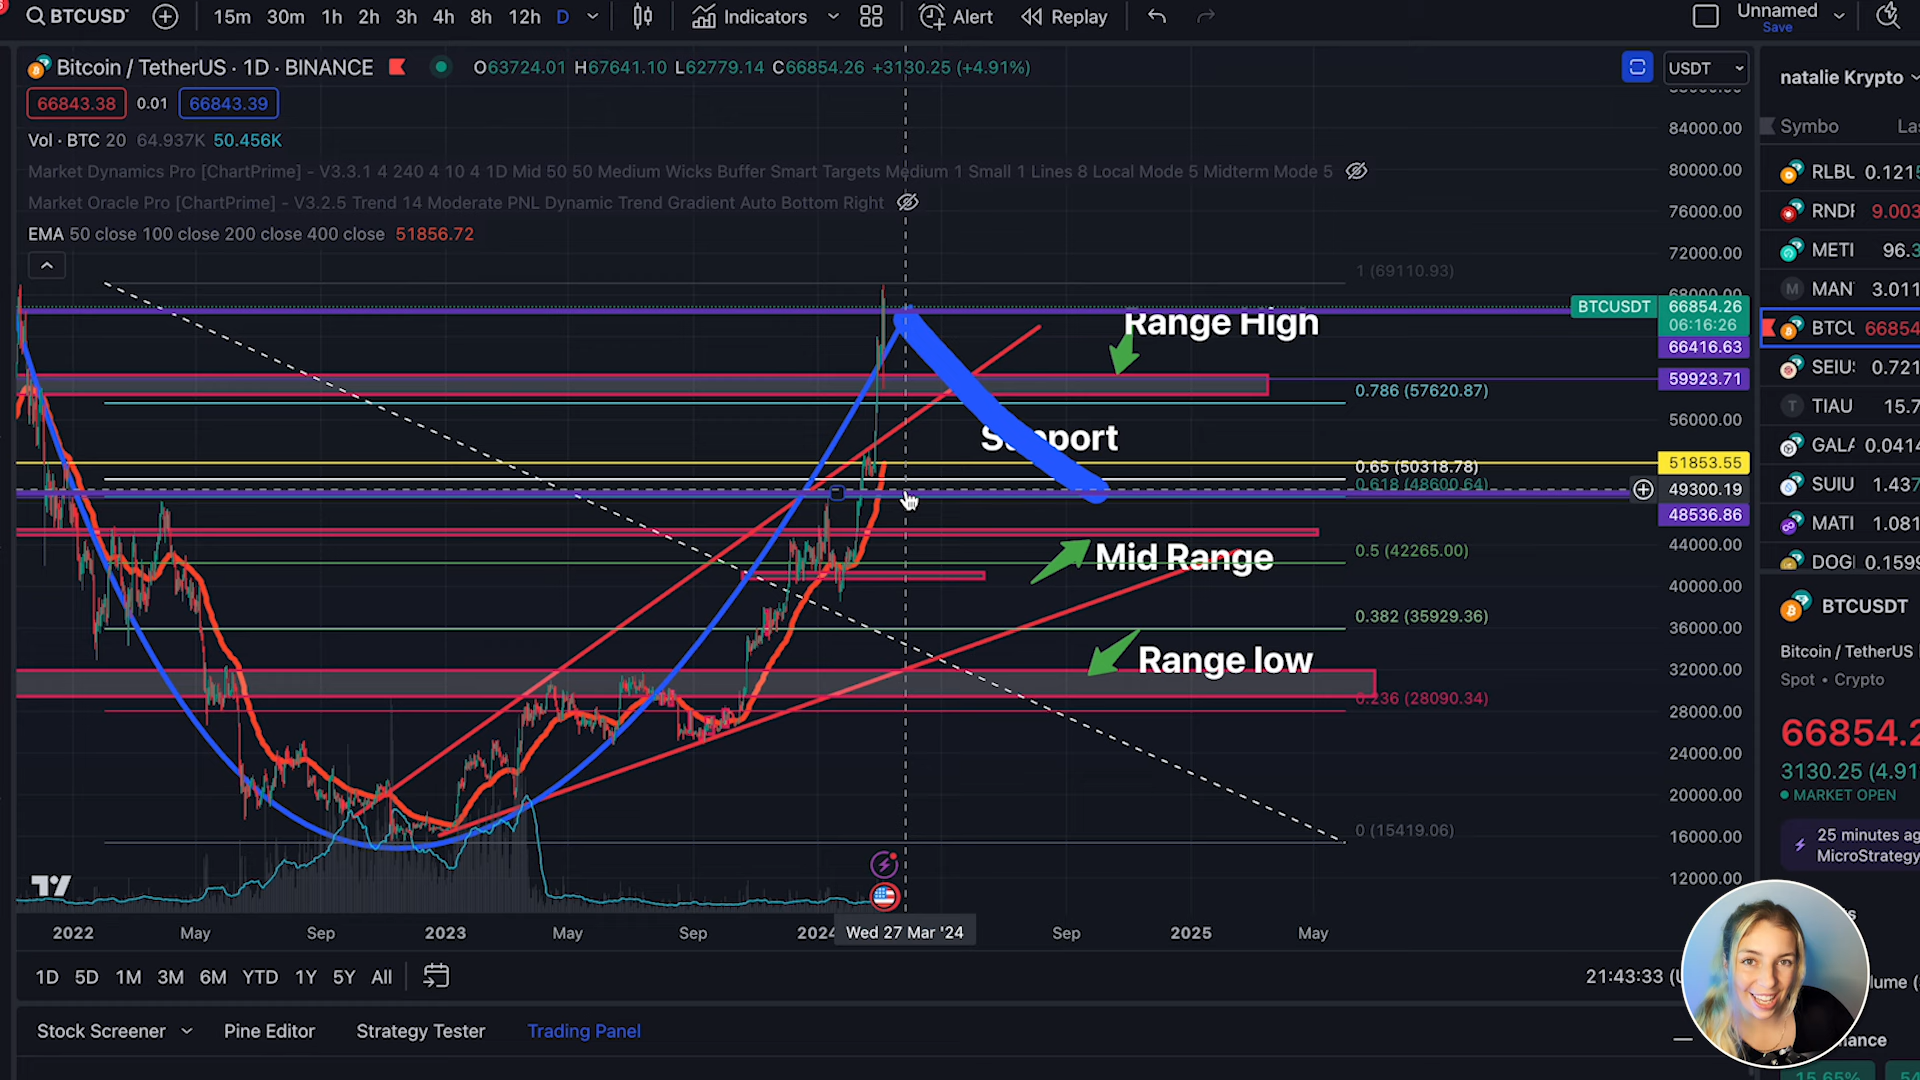 BTCUSDT 15m 30m 1h 2h 3h 4h 8h 12h D Indicators Alert Replay Unnamed
Save
Bitcoin / TetherUS · 1D · BINANCE O63724.01 H67641.10 L62779.14 C66854.26 +3130.25 (+4.91%) USDT
natalie Krypto
66843.38 0.01 66843.39
Vol · BTC 20 64.937K 50.456K
Market Dynamics Pro [ChartPrime] - V3.3.1 4 240 4 10 4 1D Mid 50 50 Medium Wicks Buffer Smart Targets Medium 1 Small 1 Lines 8 Local Mode 5 Midterm Mode 5
Market Oracle Pro [ChartPrime] - V3.2.5 Trend 14 Moderate PNL Dynamic Trend Gradient Auto Bottom Right
EMA 50 close 100 close 200 close 400 close 51856.72
1 (69110.93)
Range High
0.786 (57620.87)
Support
0.65 (50318.78)
0.618 (48600.64)
0.5 (42265.00)
Mid Range
0.382 (35929.36)
Range low
0.236 (28090.34)
0 (15419.06)
84000.00
80000.00
76000.00
72000.00
68000.00
BTCUSDT 66854.26
06:16:26
66416.63
59923.71
56000.00
51853.55
49300.19
48536.86
44000.00
40000.00
36000.00
32000.00
28000.00
24000.00
20000.00
16000.00
12000.00
2022 May Sep 2023 May Sep 2024 Wed 27 Mar '24 Sep 2025 May
1D 5D 1M 3M 6M YTD 1Y 5Y All 21:43:33 (U
Stock Screener Pine Editor Strategy Tester Trading Panel
Symbo Las
RLBU 0.1215
RNDR 9.003
METI 96.3
MAN 3.011
BTCU 66854
SEIU 0.721
TIAU 15.7
GALA 0.0414
SUIU 1.437
MATI 1.081
DOGI 0.1599
BTCUSDT
Bitcoin / TetherUS
Spot • Crypto
66854.2
3130.25 (4.91
MARKET OPEN
25 minutes ag
MicroStrategy